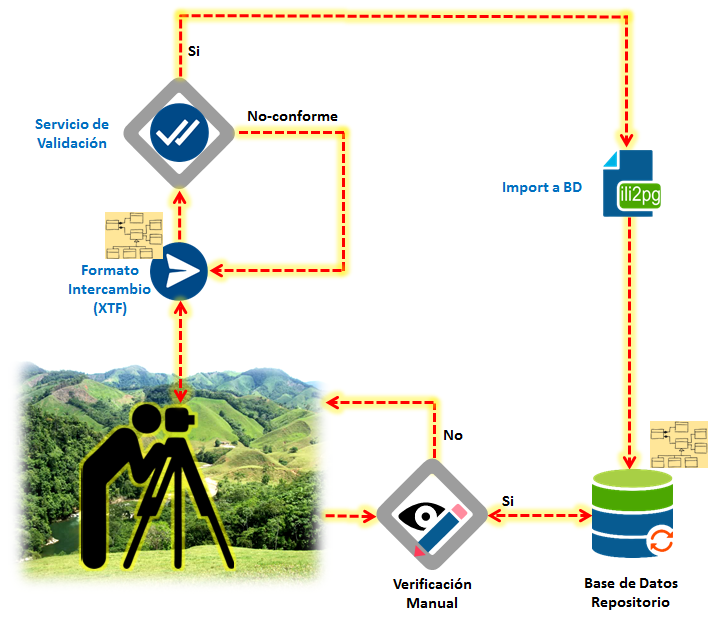 Si
Servicio de
Validación
No-conforme
Import a BD
ili2pg
Formato
Intercambio
(XTF)
No
Si
Verificación
Manual
Base de Datos
Repositorio